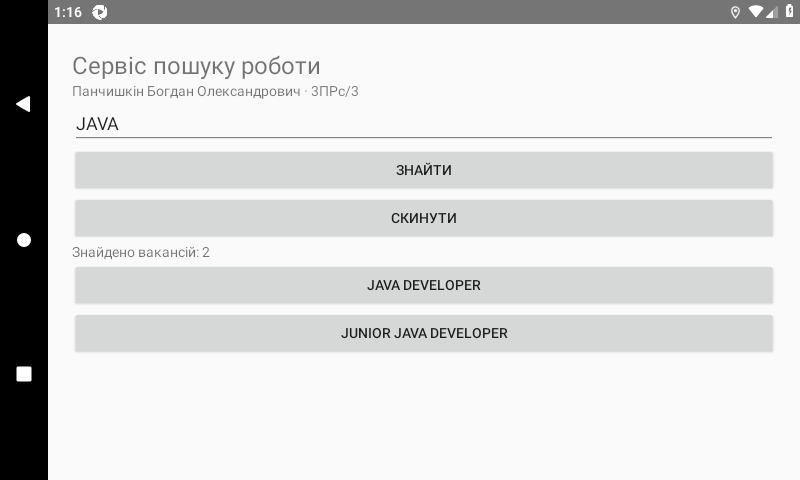 1:16
Сервіс пошуку роботи
Панчишкін Богдан Олександрович · ЗПРс/3
JAVA
ЗНАЙТИ
СКИНУТИ
Знайдено вакансій: 2
JAVA DEVELOPER
JUNIOR JAVA DEVELOPER